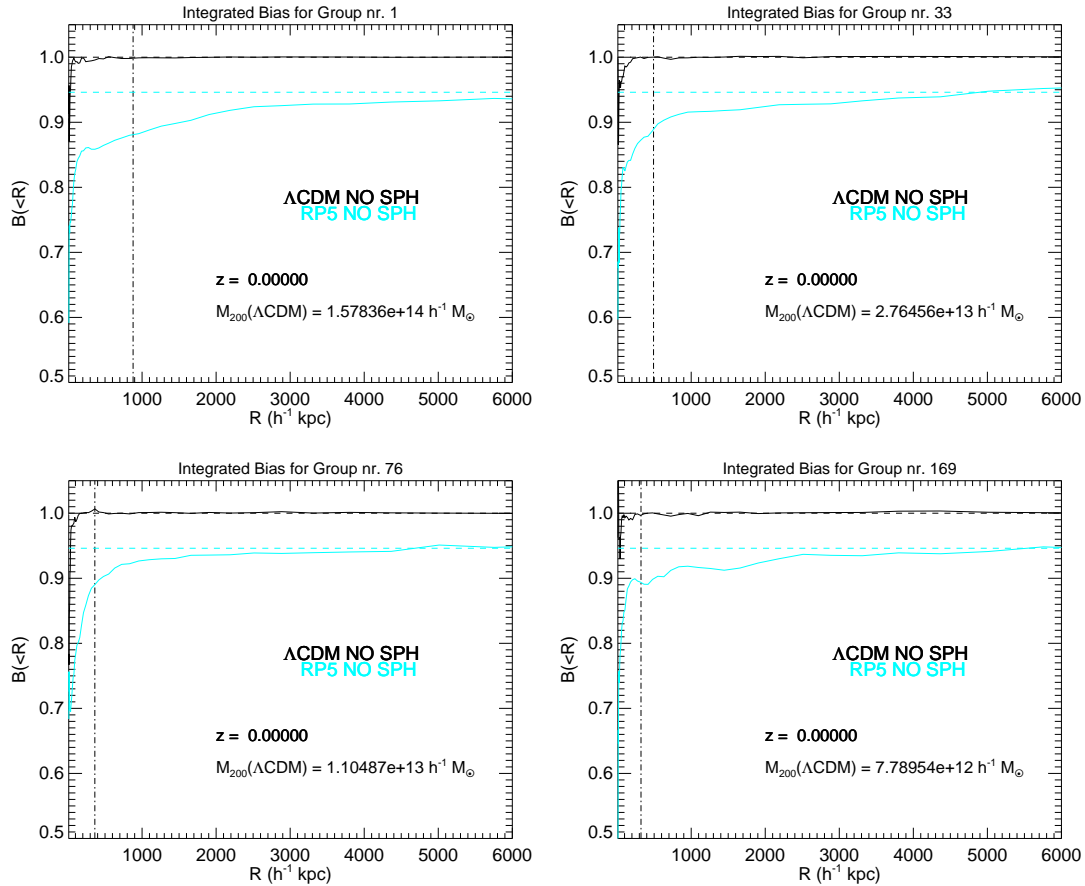 Integrated Bias for Group nr. 1
1.0
0.9
0.8
0.7
0.6
0.5
B(<R)
ΛCDM NO SPH
RP5 NO SPH
z = 0.00000
M₂₀₀(ΛCDM) = 1.57836e+14 h⁻¹ M☉
1000 2000 3000 4000 5000 6000
R (h⁻¹ kpc)
Integrated Bias for Group nr. 33
1.0
0.9
0.8
0.7
0.6
0.5
B(<R)
ΛCDM NO SPH
RP5 NO SPH
z = 0.00000
M₂₀₀(ΛCDM) = 2.76456e+13 h⁻¹ M☉
1000 2000 3000 4000 5000 6000
R (h⁻¹ kpc)
Integrated Bias for Group nr. 76
1.0
0.9
0.8
0.7
0.6
0.5
B(<R)
ΛCDM NO SPH
RP5 NO SPH
z = 0.00000
M₂₀₀(ΛCDM) = 1.10487e+13 h⁻¹ M☉
1000 2000 3000 4000 5000 6000
R (h⁻¹ kpc)
Integrated Bias for Group nr. 169
1.0
0.9
0.8
0.7
0.6
0.5
B(<R)
ΛCDM NO SPH
RP5 NO SPH
z = 0.00000
M₂₀₀(ΛCDM) = 7.78954e+12 h⁻¹ M☉
1000 2000 3000 4000 5000 6000
R (h⁻¹ kpc)